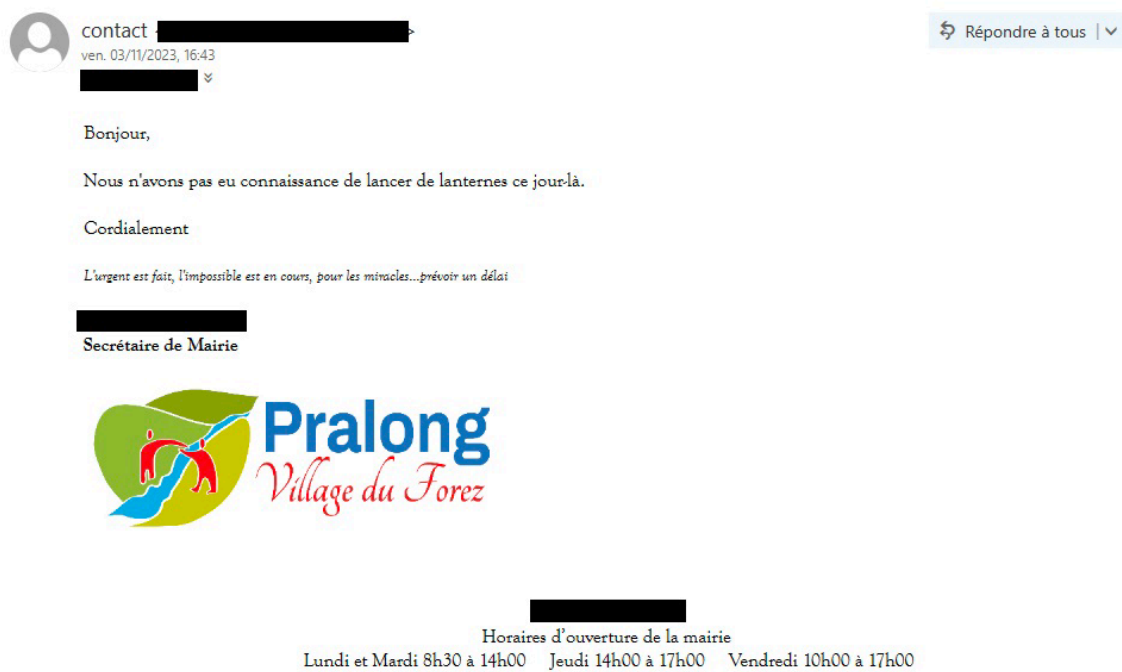 contact
Répondre à tous
ven. 03/11/2023, 16:43
Bonjour,
Nous n'avons pas eu connaissance de lancer de lanternes ce jour-là.
Cordialement
L'urgent est fait, l'impossible est en cours, pour les miracles...prévoir un délai
Secrétaire de Mairie
Pralong
Village du Forez
Horaires d'ouverture de la mairie
Lundi et Mardi 8h30 à 14h00 Jeudi 14h00 à 17h00 Vendredi 10h00 à 17h00